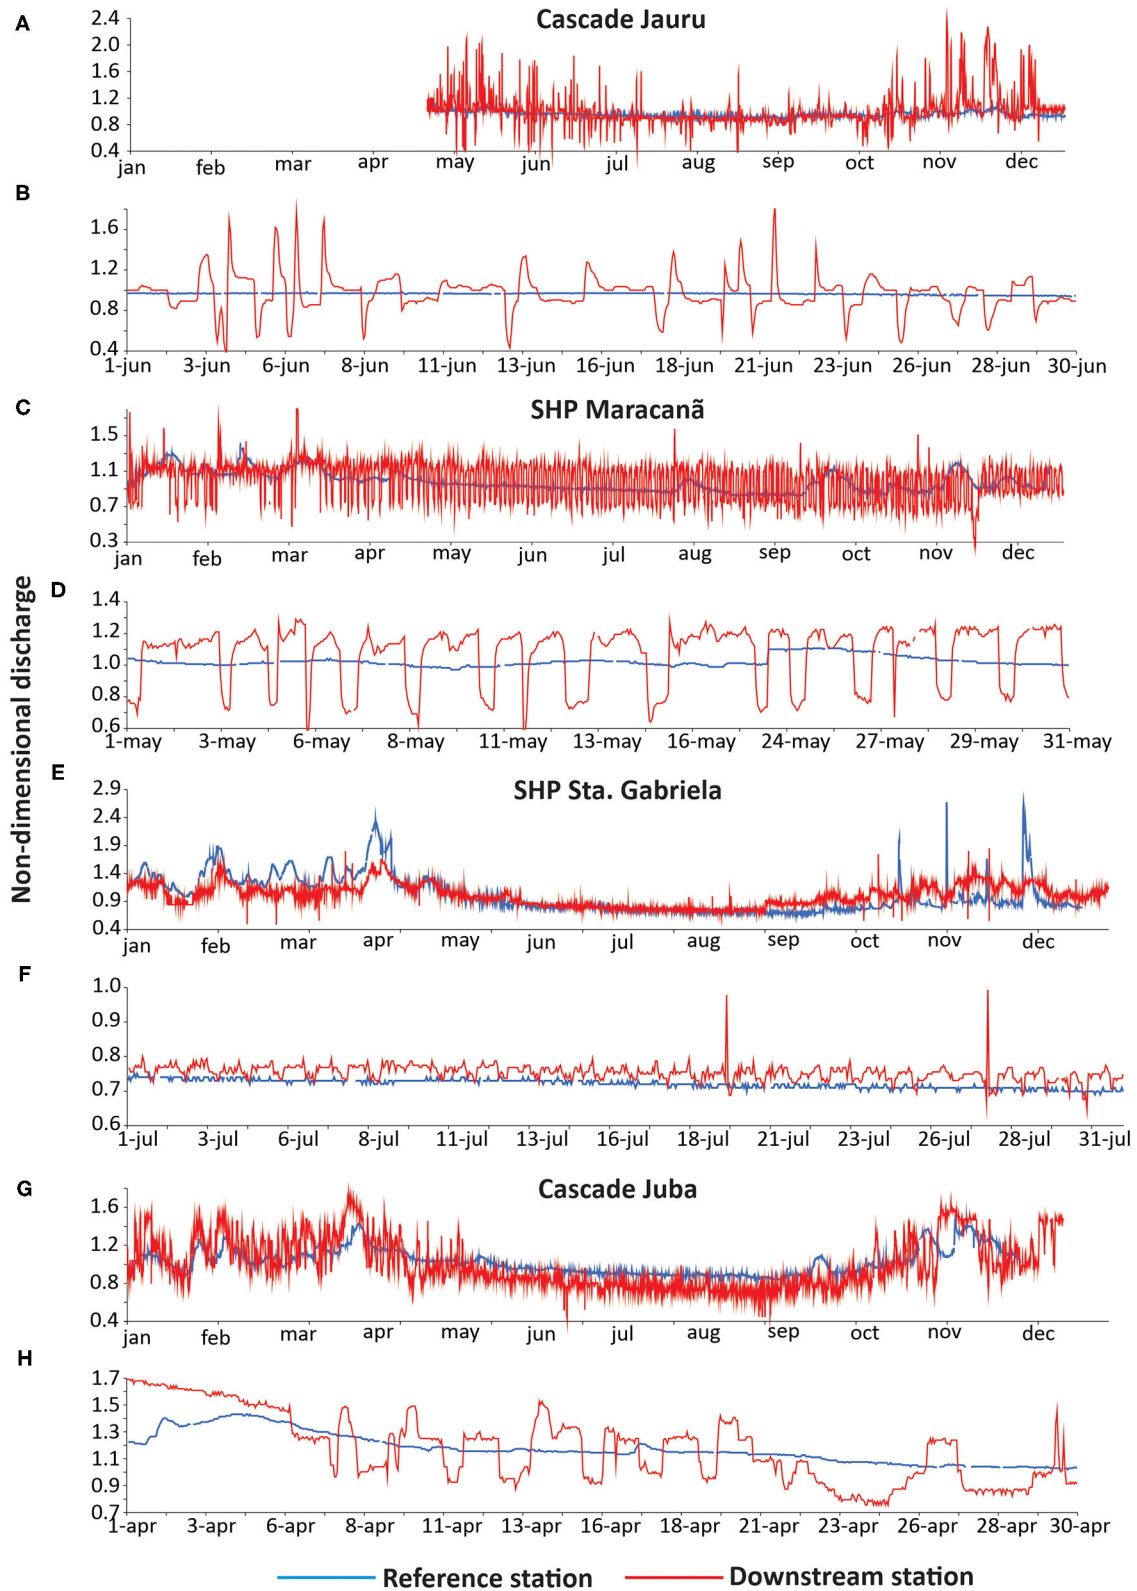 Non-dimensional discharge
A
Cascade Jauru
2.4
2.0
1.6
1.2
0.8
0.4
jan feb mar apr may jun jul aug sep oct nov dec
B
1.6
1.2
0.8
0.4
1-jun 3-jun 6-jun 8-jun 11-jun 13-jun 16-jun 18-jun 21-jun 23-jun 26-jun 28-jun 30-jun
C
SHP Maracanã
1.5
1.1
0.7
0.3
jan feb mar apr may jun jul aug sep oct nov dec
D
1.4
1.2
1.0
0.8
0.6
1-may 3-may 6-may 8-may 11-may 13-may 16-may 24-may 27-may 29-may 31-may
E
SHP Sta. Gabriela
2.9
2.4
1.9
1.4
0.9
0.4
jan feb mar apr may jun jul aug sep oct nov dec
F
1.0
0.9
0.8
0.7
0.6
1-jul 3-jul 6-jul 8-jul 11-jul 13-jul 16-jul 18-jul 21-jul 23-jul 26-jul 28-jul 31-jul
G
Cascade Juba
1.6
1.2
0.8
0.4
jan feb mar apr may jun jul aug sep oct nov dec
H
1.7
1.5
1.3
1.1
0.9
0.7
1-apr 3-apr 6-apr 8-apr 11-apr 13-apr 16-apr 18-apr 21-apr 23-apr 26-apr 28-apr 30-apr
Reference station Downstream station